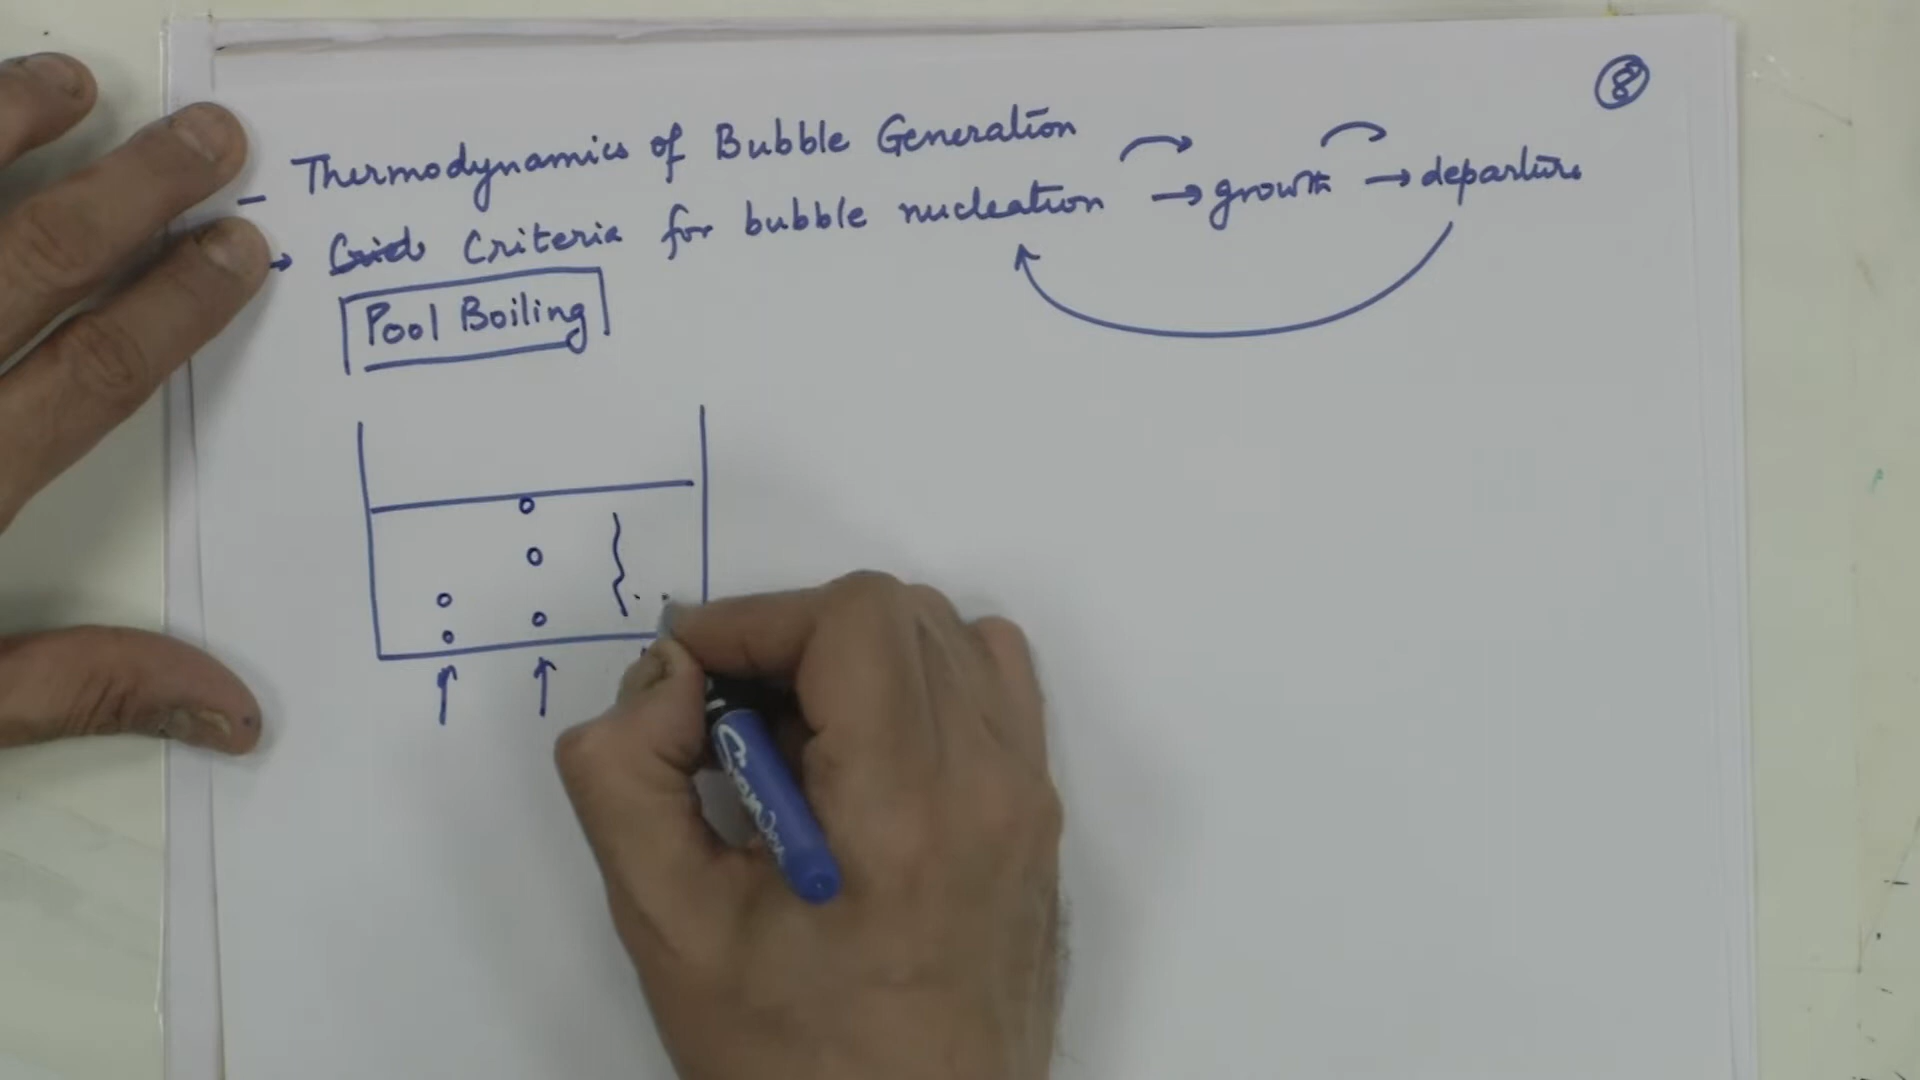 8
- Thermodynamics of Bubble Generation
→ Criteria for bubble nucleation → growth → departure
Pool Boiling